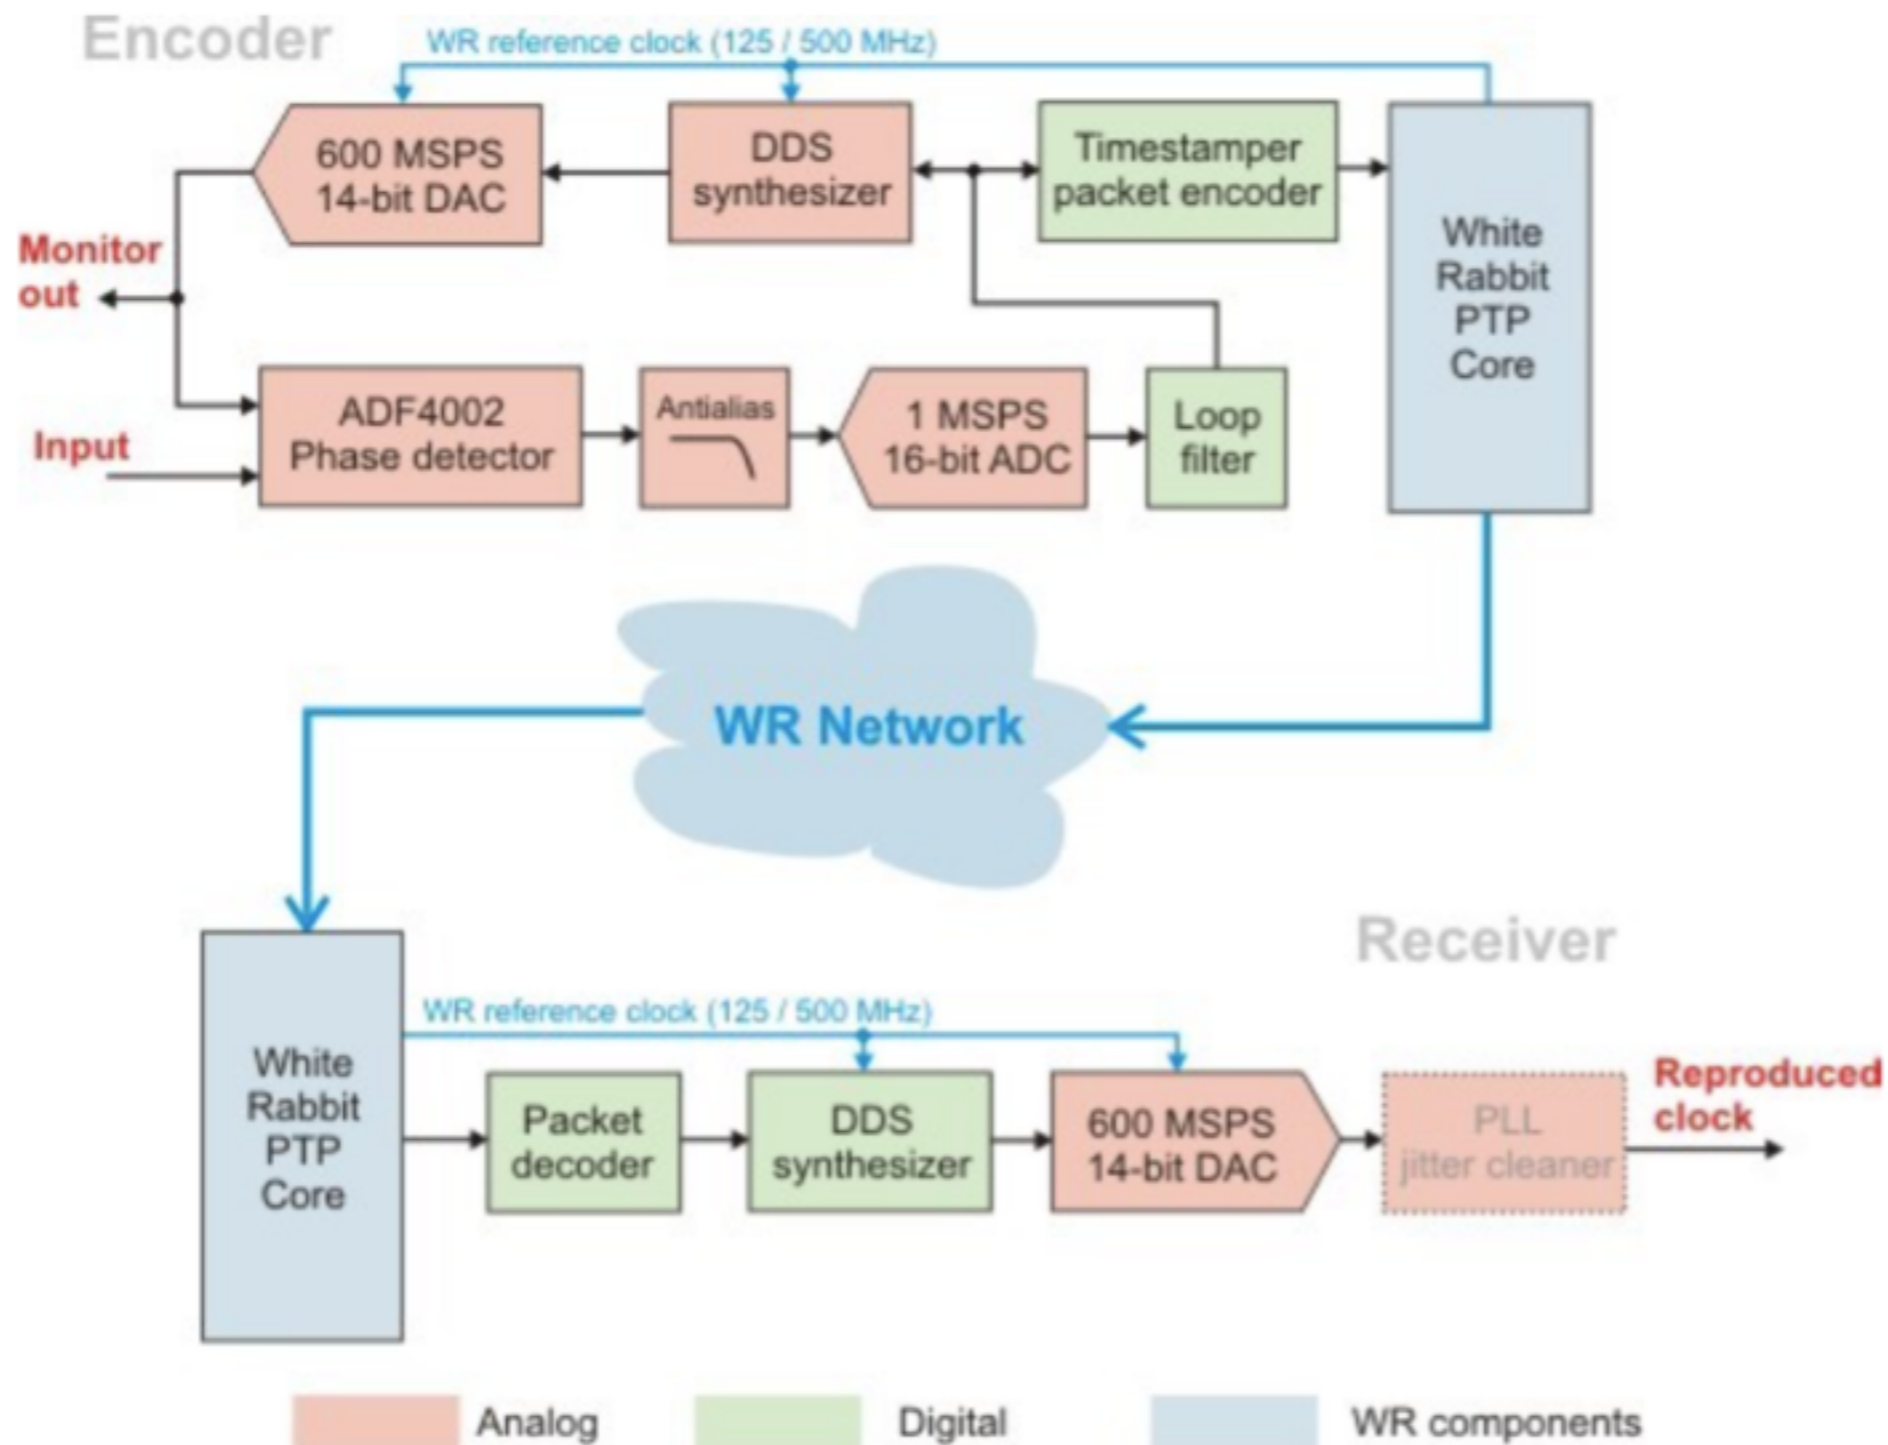 Encoder
WR reference clock (125 / 500 MHz)
600 MSPS
14-bit DAC
DDS
synthesizer
Timestamper
packet encoder
White
Rabbit
PTP
Core
Monitor
out
Input
ADF4002
Phase detector
Antialias
1 MSPS
16-bit ADC
Loop
filter
WR Network
Receiver
WR reference clock (125 / 500 MHz)
White
Rabbit
PTP
Core
Packet
decoder
DDS
synthesizer
600 MSPS
14-bit DAC
PLL
jitter cleaner
Reproduced
clock
Analog
Digital
WR components